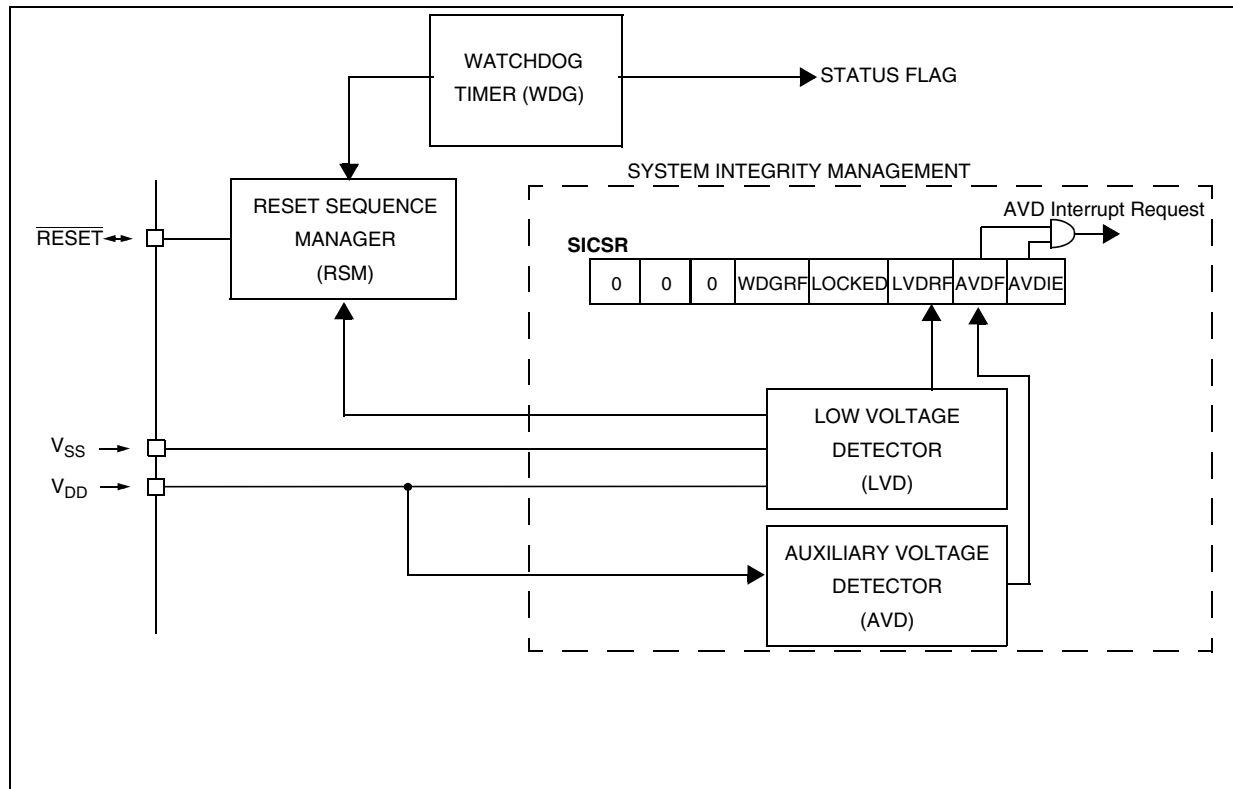 WATCHDOG
TIMER (WDG)
STATUS FLAG
SYSTEM INTEGRITY MANAGEMENT
RESET SEQUENCE
MANAGER
(RSM)
RESET
AVD Interrupt Request
SICSR
0 0 0 WDGRF LOCKED LVDRF AVDF AVDIE
LOW VOLTAGE
DETECTOR
(LVD)
VSS
VDD
AUXILIARY VOLTAGE
DETECTOR
(AVD)